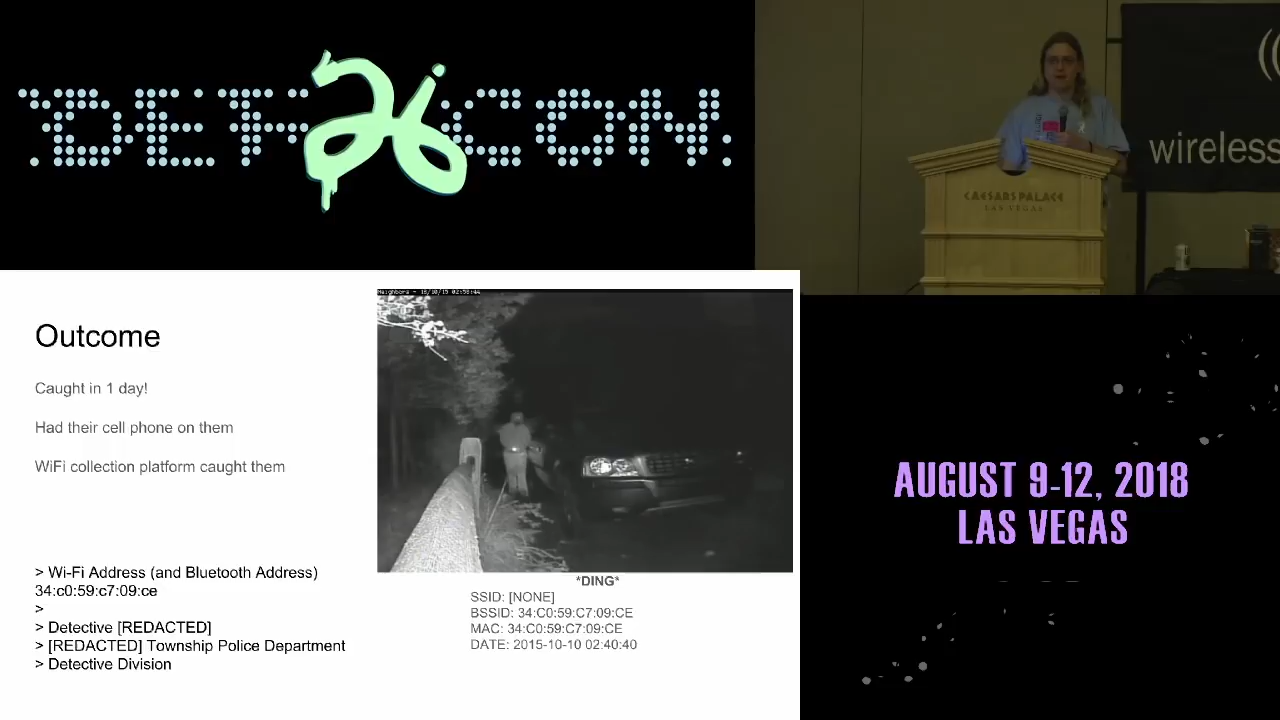 DEF 26 CON
wireless
CAESARS PALACE
LAS VEGAS
Outcome
Caught in 1 day!
Had their cell phone on them
WiFi collection platform caught them
> Wi-Fi Address (and Bluetooth Address)
34:c0:59:c7:09:ce
>
> Detective [REDACTED]
> [REDACTED] Township Police Department
> Detective Division
*DING*
SSID: [NONE]
BSSID: 34:C0:59:C7:09:CE
MAC: 34:C0:59:C7:09:CE
DATE: 2015-10-10 02:40:40
AUGUST 9-12, 2018
LAS VEGAS